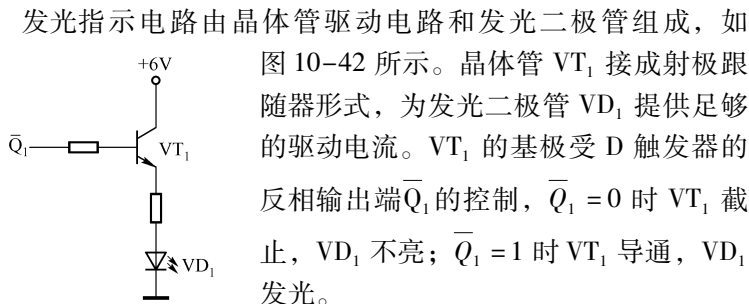 发光指示电路由晶体管驱动电路和发光二极管组成，如
图 10-42 所示。晶体管 VT₁ 接成射极跟
随器形式，为发光二极管 VD₁ 提供足够
的驱动电流。VT₁ 的基极受 D 触发器的
反相输出端Q̅₁的控制，Q̅₁ = 0 时 VT₁ 截
止，VD₁ 不亮；Q̅₁ = 1 时 VT₁ 导通，VD₁
发光。
+6V
Q̅₁
VT₁
VD₁